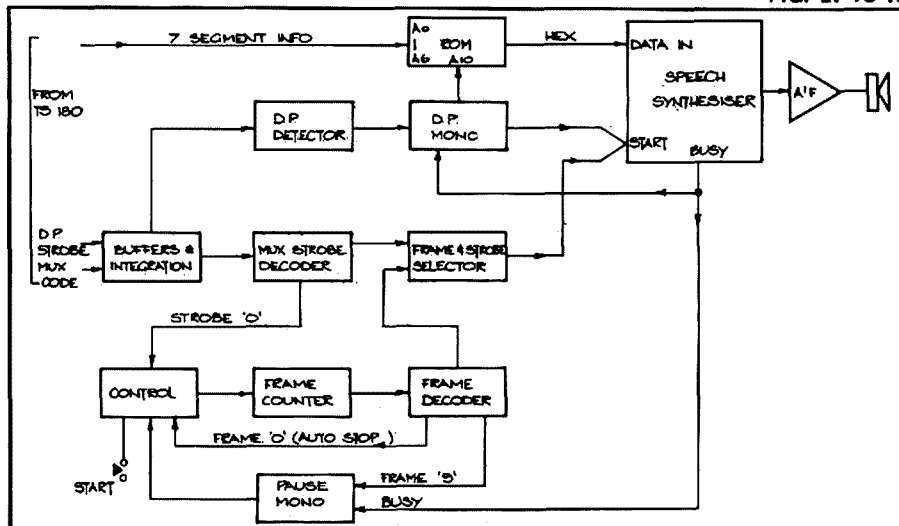 7 SEGMENT INFO
A0
|
A6
ROM
A10
HEX
DATA IN
SPEECH
SYNTHESISER
START
BUSY
A'F
FROM
TS 180
D.P.
DETECTOR
D.P.
MONO
D.P.
STROBE
MUX
CODE
BUFFERS &
INTEGRATION
MUX STROBE
DECODER
FRAME & STROBE
SELECTOR
STROBE '0'
CONTROL
FRAME
COUNTER
FRAME
DECODER
FRAME '0' (AUTO STOP)
START
PAUSE
MONO
FRAME '9'
BUSY